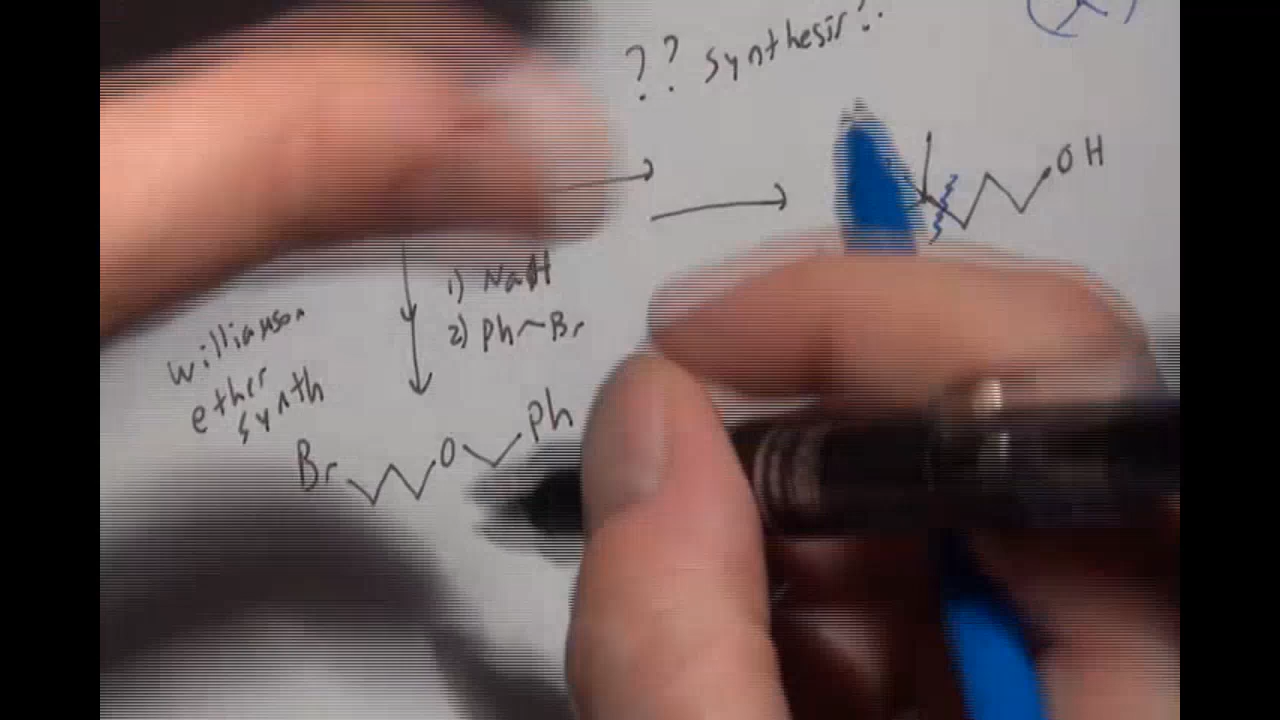 ?? synthesis?
OH
1) NaH
2) Ph Br
Williamson
ether
synth
Br O Ph